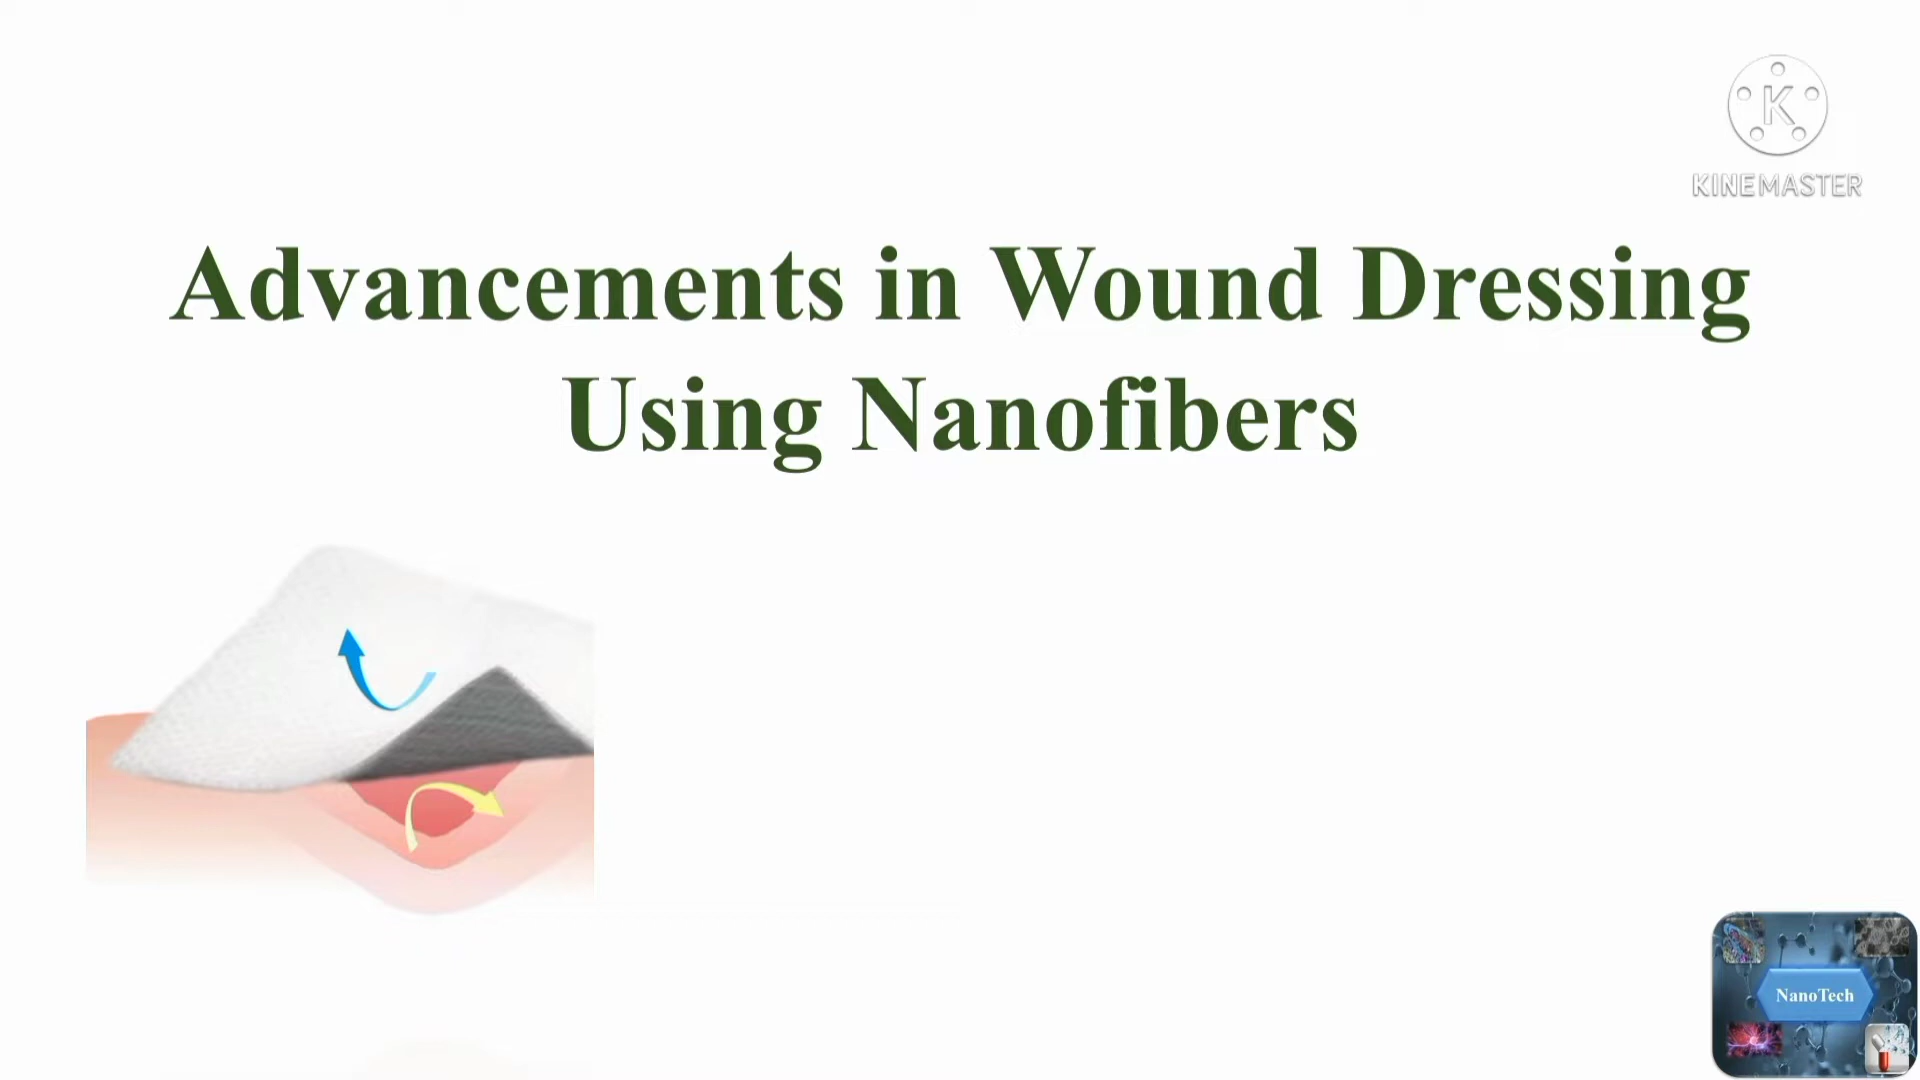 K
KINEMASTER
Advancements in Wound Dressing
Using Nanofibers
NanoTech